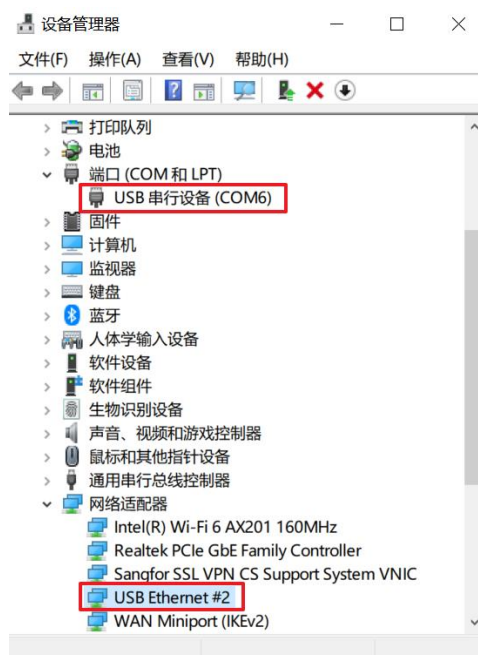 设备管理器
文件(F) 操作(A) 查看(V) 帮助(H)
打印队列
电池
端口 (COM 和 LPT)
USB 串行设备 (COM6)
固件
计算机
监视器
键盘
蓝牙
人体学输入设备
软件设备
软件组件
生物识别设备
声音、视频和游戏控制器
鼠标和其他指针设备
通用串行总线控制器
网络适配器
Intel(R) Wi-Fi 6 AX201 160MHz
Realtek PCIe GbE Family Controller
Sangfor SSL VPN CS Support System VNIC
USB Ethernet #2
WAN Miniport (IKEv2)